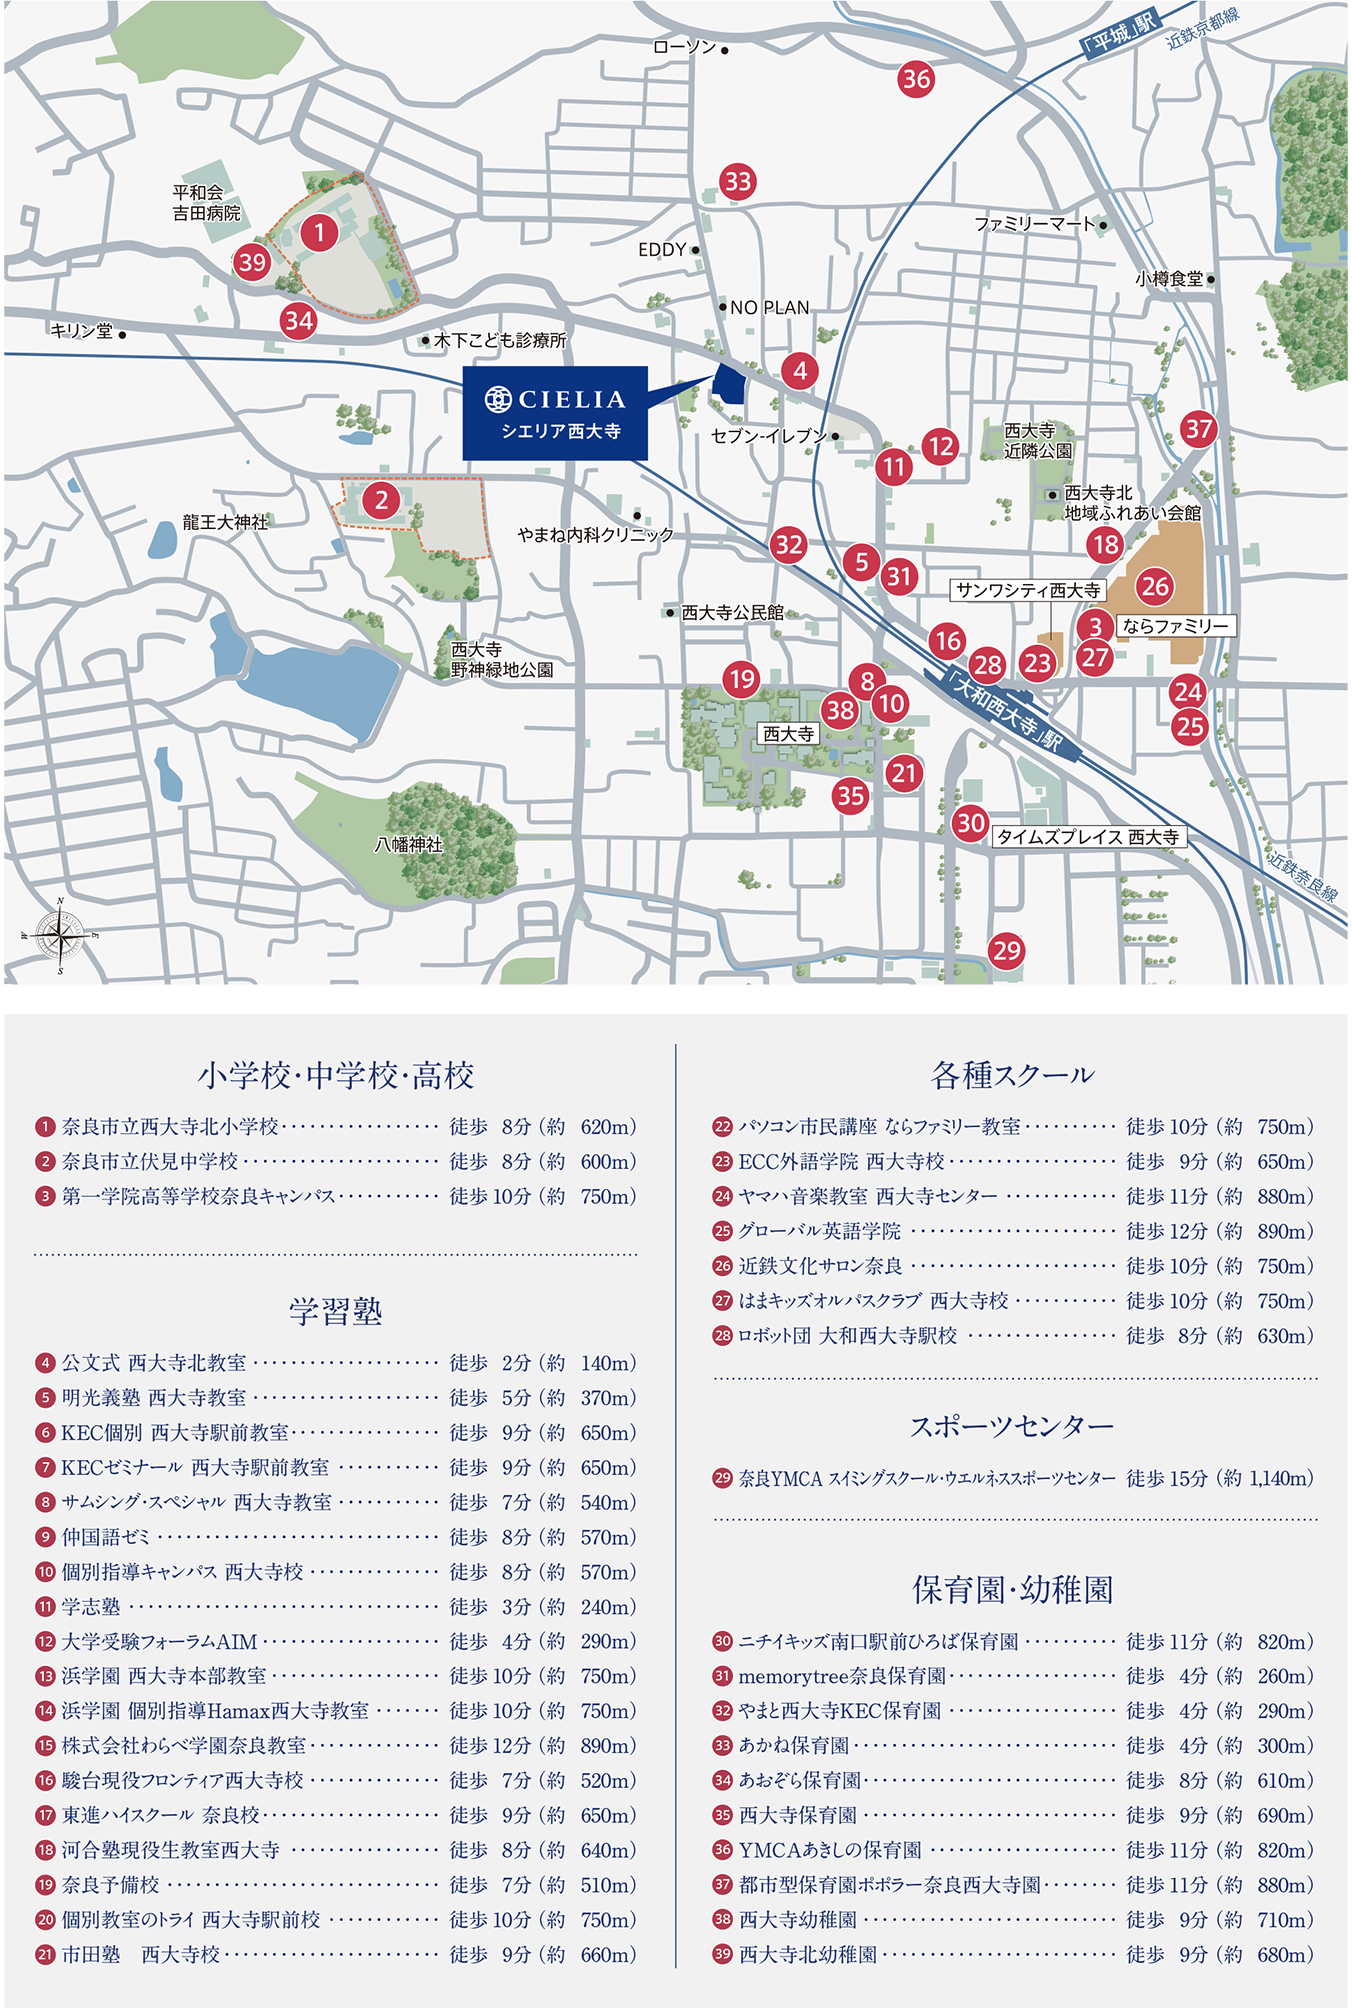 「平城」駅
近鉄京都線
ローソン
36
33
平和会
吉田病院
1
39
34
EDDY
ファミリーマート
小樽食堂
NO PLAN
キリン堂
木下こども診療所
4
CIELIA
シエリア西大寺
セブン-イレブン
12
11
西大寺
近隣公園
37
2
西大寺北
地域ふれあい会館
龍王大神社
やまね内科クリニック
32
18
5
31
サンワシティ西大寺
26
西大寺公民館
3
ならファミリー
16
西大寺
野神緑地公園
28
23
27
19
8
38
10
「大和西大寺」駅
24
西大寺
25
21
35
30
タイムズプレイス 西大寺
八幡神社
近鉄奈良線
N
W
E
S
29
小学校・中学校・高校
1 奈良市立西大寺北小学校 徒歩 8分（約 620m）
2 奈良市立伏見中学校 徒歩 8分（約 600m）
3 第一学院高等学校奈良キャンパス 徒歩10分（約 750m）
学習塾
4 公文式 西大寺北教室 徒歩 2分（約 140m）
5 明光義塾 西大寺教室 徒歩 5分（約 370m）
6 KEC個別 西大寺駅前教室 徒歩 9分（約 650m）
7 KECゼミナール 西大寺駅前教室 徒歩 9分（約 650m）
8 サムシング・スペシャル 西大寺教室 徒歩 7分（約 540m）
9 仲国語ゼミ 徒歩 8分（約 570m）
10 個別指導キャンパス 西大寺校 徒歩 8分（約 570m）
11 学志塾 徒歩 3分（約 240m）
12 大学受験フォーラムAIM 徒歩 4分（約 290m）
13 浜学園 西大寺本部教室 徒歩10分（約 750m）
14 浜学園 個別指導Hamax西大寺教室 徒歩10分（約 750m）
15 株式会社わらべ学園奈良教室 徒歩12分（約 890m）
16 駿台現役フロンティア西大寺校 徒歩 7分（約 520m）
17 東進ハイスクール 奈良校 徒歩 9分（約 650m）
18 河合塾現役生教室西大寺 徒歩 8分（約 640m）
19 奈良予備校 徒歩 7分（約 510m）
20 個別教室のトライ 西大寺駅前校 徒歩10分（約 750m）
21 市田塾 西大寺校 徒歩 9分（約 660m）
各種スクール
22 パソコン市民講座 ならファミリー教室 徒歩10分（約 750m）
23 ECC外語学院 西大寺校 徒歩 9分（約 650m）
24 ヤマハ音楽教室 西大寺センター 徒歩11分（約 880m）
25 グローバル英語学院 徒歩12分（約 890m）
26 近鉄文化サロン奈良 徒歩10分（約 750m）
27 はまキッズオルパスクラブ 西大寺校 徒歩10分（約 750m）
28 ロボット団 大和西大寺駅校 徒歩 8分（約 630m）
スポーツセンター
29 奈良YMCA スイミングスクール・ウエルネススポーツセンター 徒歩15分（約 1,140m）
保育園・幼稚園
30 ニチイキッズ南口駅前ひろば保育園 徒歩11分（約 820m）
31 memorytree奈良保育園 徒歩 4分（約 260m）
32 やまと西大寺KEC保育園 徒歩 4分（約 290m）
33 あかね保育園 徒歩 4分（約 300m）
34 あおぞら保育園 徒歩 8分（約 610m）
35 西大寺保育園 徒歩 9分（約 690m）
36 YMCAあきしの保育園 徒歩11分（約 820m）
37 都市型保育園ポポラー奈良西大寺園 徒歩11分（約 880m）
38 西大寺幼稚園 徒歩 9分（約 710m）
39 西大寺北幼稚園 徒歩 9分（約 680m）